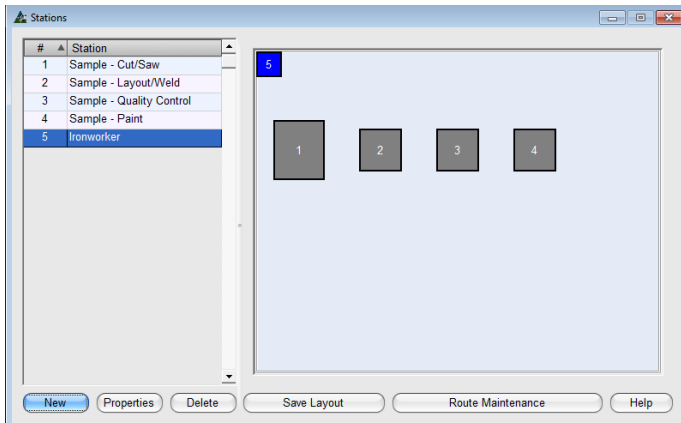 Stations
# Station
1 Sample - Cut/Saw
2 Sample - Layout/Weld
3 Sample - Quality Control
4 Sample - Paint
5 Ironworker
5
1 2 3 4
New Properties Delete Save Layout Route Maintenance Help